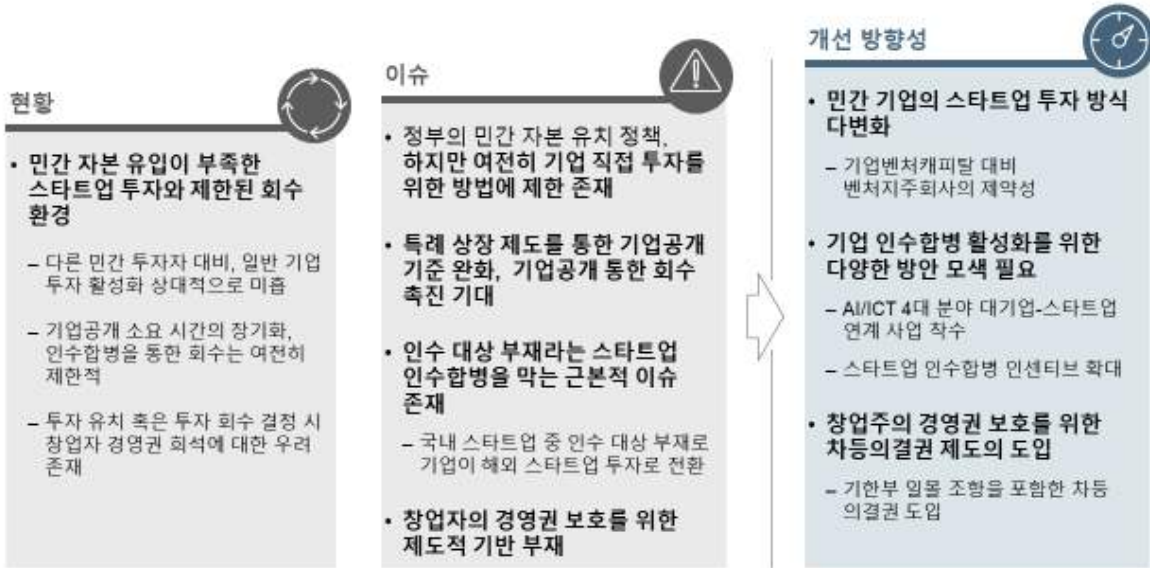 현황
• 민간 자본 유입이 부족한
스타트업 투자와 제한된 회수
환경
– 다른 민간 투자자 대비, 일반 기업
투자 활성화 상대적으로 미흡
– 기업공개 소요 시간의 장기화,
인수합병을 통한 회수는 여전히
제한적
– 투자 유치 혹은 투자 회수 결정 시
창업자 경영권 희석에 대한 우려
존재
이슈
• 정부의 민간 자본 유치 정책,
하지만 여전히 기업 직접 투자를
위한 방법에 제한 존재
• 특례 상장 제도를 통한 기업공개
기준 완화, 기업공개 통한 회수
촉진 기대
• 인수 대상 부재라는 스타트업
인수합병을 막는 근본적 이슈
존재
– 국내 스타트업 중 인수 대상 부재로
기업이 해외 스타트업 투자로 전환
• 창업자의 경영권 보호를 위한
제도적 기반 부재
개선 방향성
• 민간 기업의 스타트업 투자 방식
다변화
– 기업벤처캐피탈 대비
벤처지주회사의 제약성
• 기업 인수합병 활성화를 위한
다양한 방안 모색 필요
– AI/ICT 4대 분야 대기업-스타트업
연계 사업 착수
– 스타트업 인수합병 인센티브 확대
• 창업주의 경영권 보호를 위한
차등의결권 제도의 도입
– 기한부 일몰 조항을 포함한 차등
의결권 도입